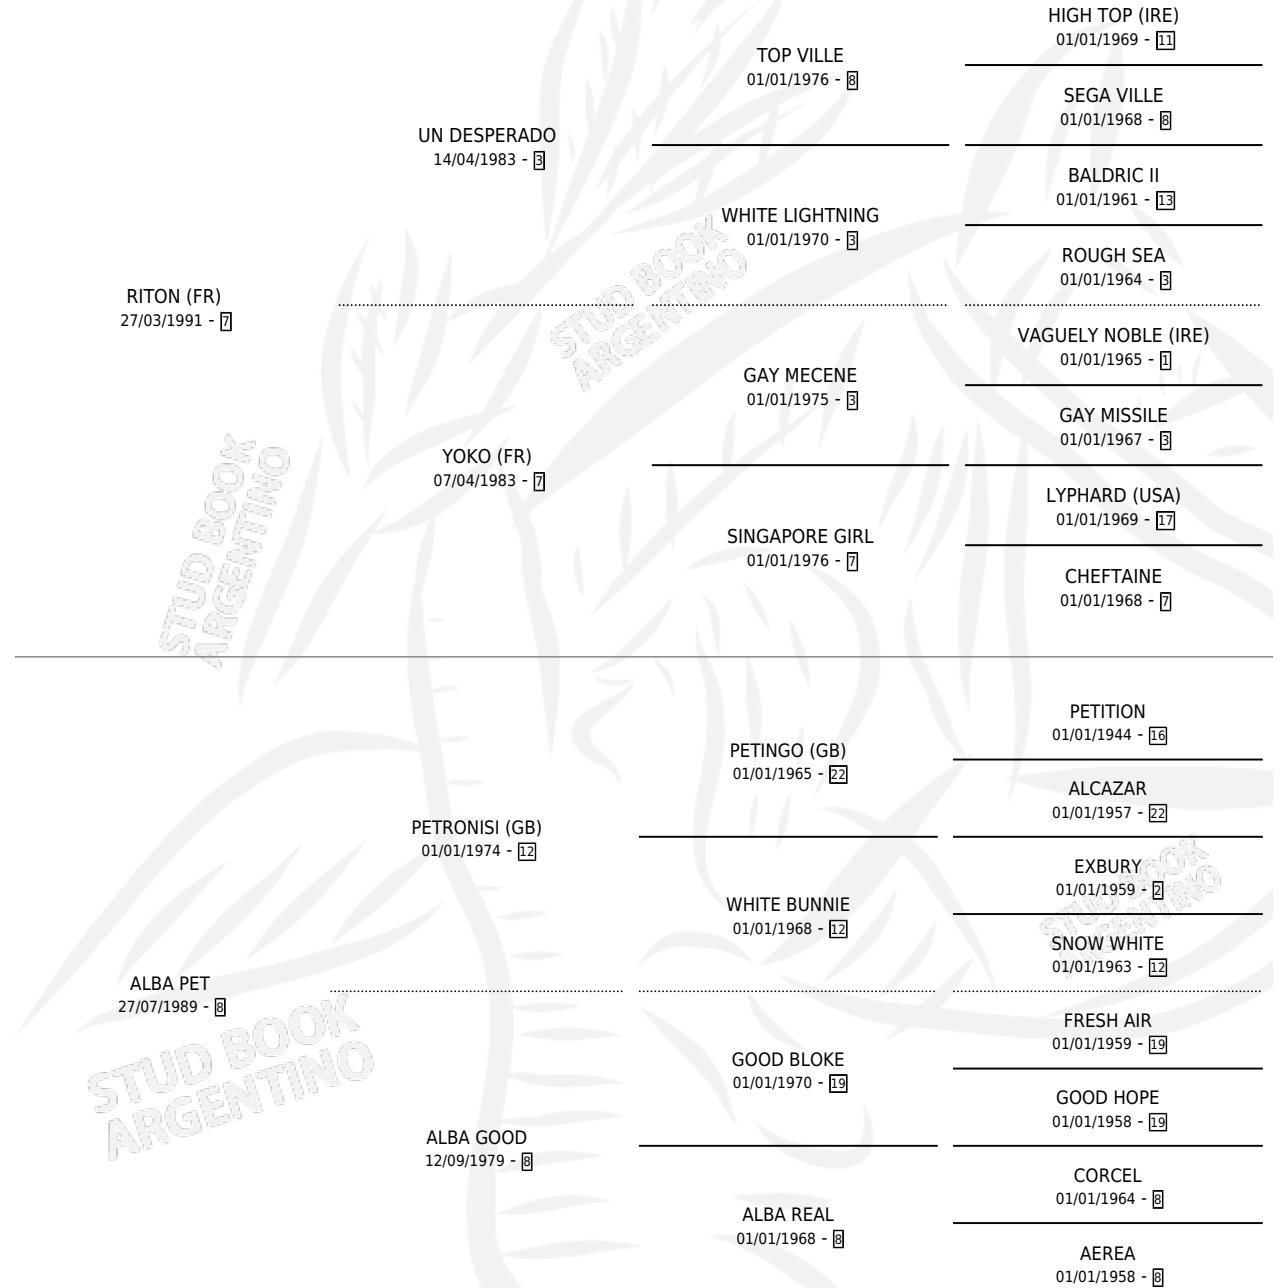 HIGH TOP (IRE)
01/01/1969 - 11
TOP VILLE
01/01/1976 - 8
SEGA VILLE
01/01/1968 - 8
UN DESPERADO
14/04/1983 - 3
BALDRIC II
01/01/1961 - 13
WHITE LIGHTNING
01/01/1970 - 3
ROUGH SEA
01/01/1964 - 3
RITON (FR)
27/03/1991 - 7
STUD BOOK
ARGENTINO
VAGUELY NOBLE (IRE)
01/01/1965 - 1
GAY MECENE
01/01/1975 - 3
GAY MISSILE
01/01/1967 - 3
YOKO (FR)
07/04/1983 - 7
LYPHARD (USA)
01/01/1969 - 17
SINGAPORE GIRL
01/01/1976 - 7
CHEFTAINE
01/01/1968 - 7
STUD BOOK
ARGENTINO
PETITION
01/01/1944 - 16
PETINGO (GB)
01/01/1965 - 22
ALCAZAR
01/01/1957 - 22
PETRONISI (GB)
01/01/1974 - 12
EXBURY
01/01/1959 - 2
WHITE BUNNIE
01/01/1968 - 12
SNOW WHITE
01/01/1963 - 12
STUD BOOK
ARGENTINO
ALBA PET
27/07/1989 - 8
FRESH AIR
01/01/1959 - 19
GOOD BLOKE
01/01/1970 - 19
GOOD HOPE
01/01/1958 - 19
STUD BOOK
ARGENTINO
ALBA GOOD
12/09/1979 - 8
CORCEL
01/01/1964 - 8
ALBA REAL
01/01/1968 - 8
AEREA
01/01/1958 - 8